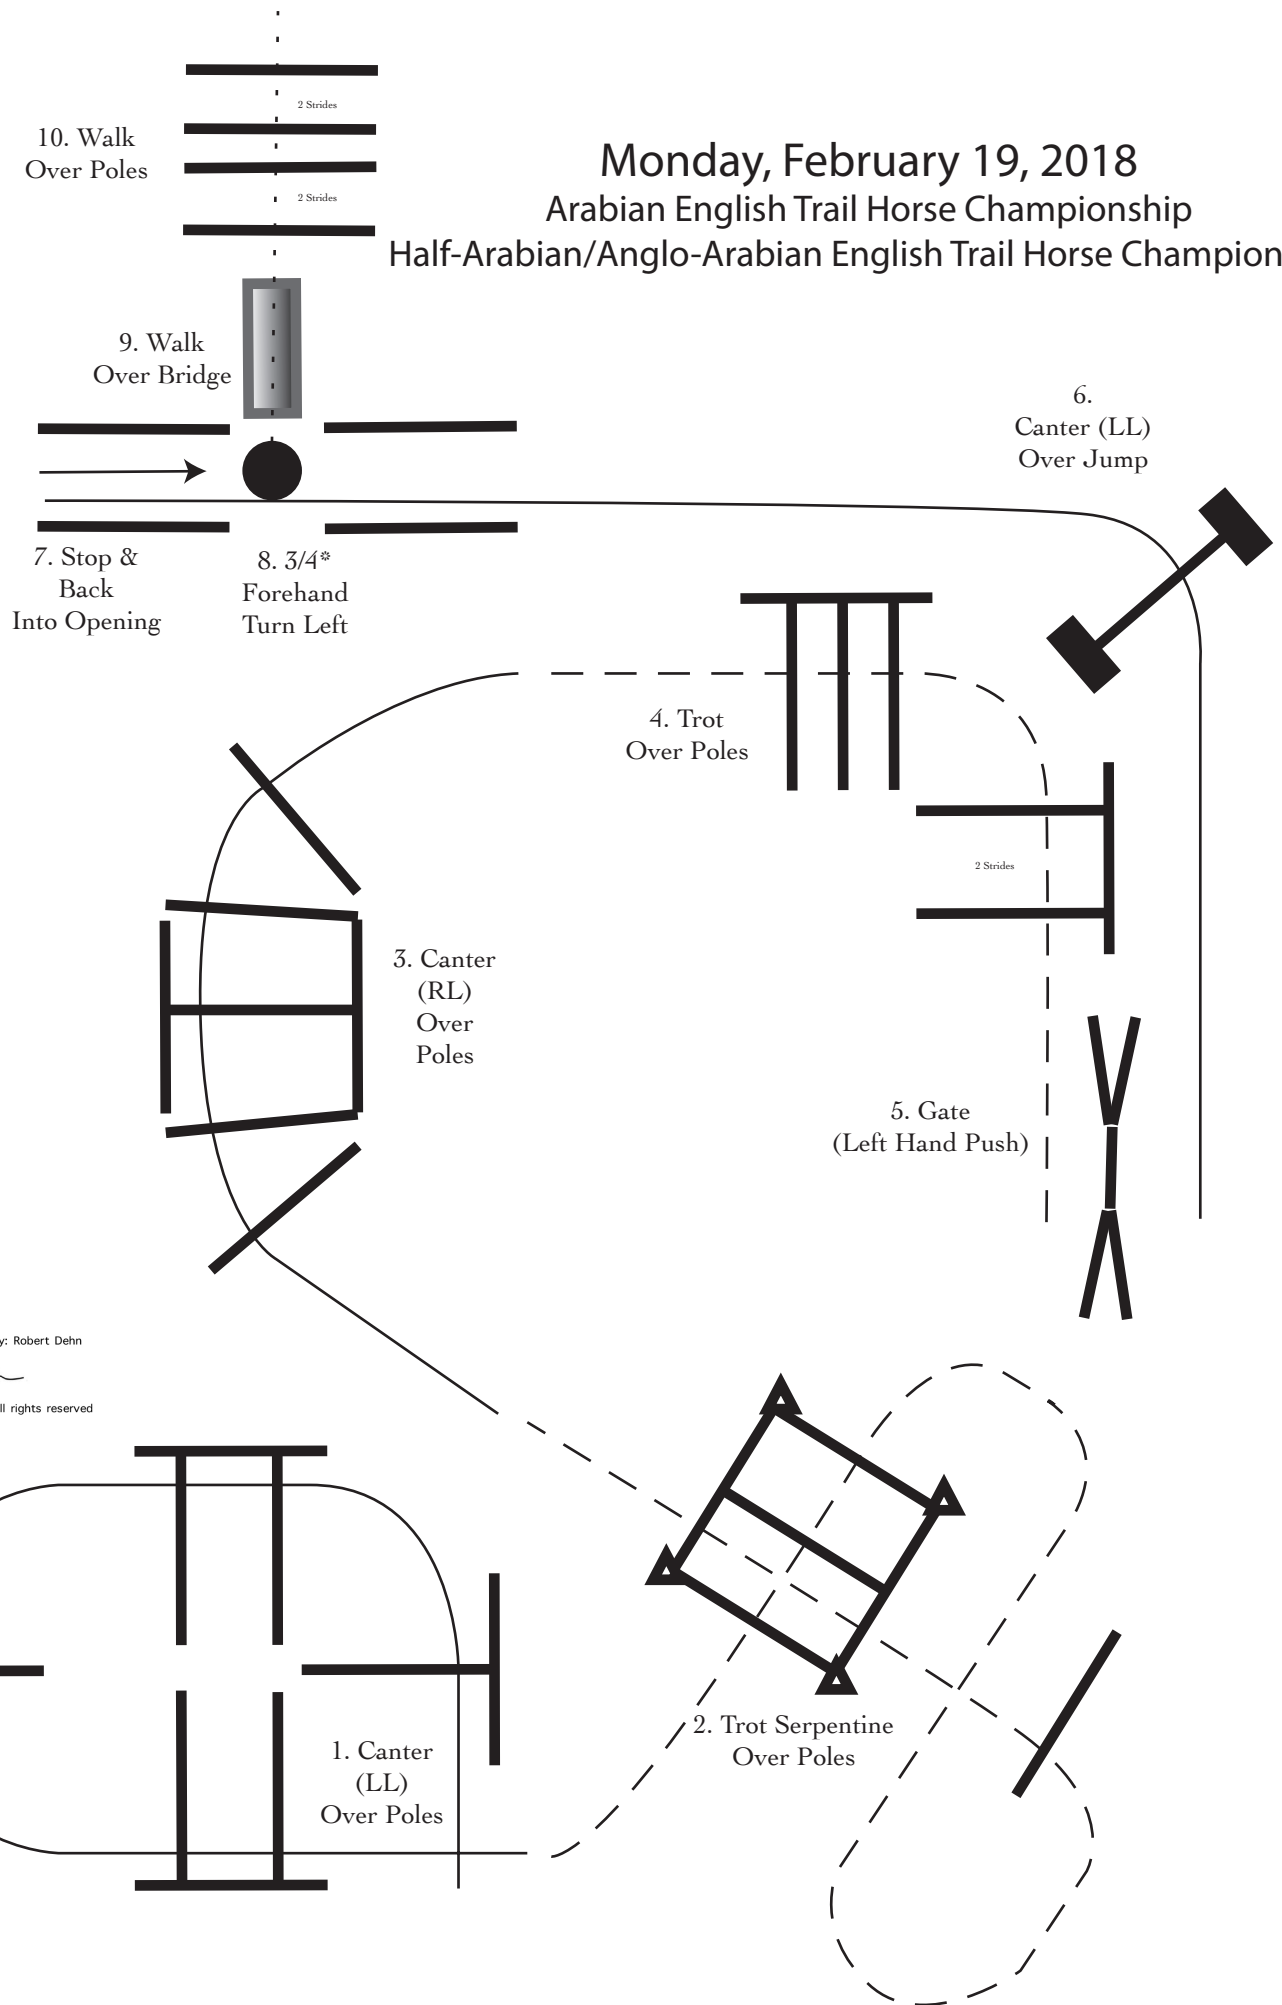 Monday, February 19, 2018
Arabian English Trail Horse Championship
Half-Arabian/Anglo-Arabian English Trail Horse Champion
2 Strides
10. Walk
Over Poles
2 Strides
9. Walk
Over Bridge
6.
Canter (LL)
Over Jump
7. Stop &
Back
Into Opening
8. 3/4*
Forehand
Turn Left
4. Trot
Over Poles
2 Strides
3. Canter
(RL)
Over
Poles
5. Gate
(Left Hand Push)
y: Robert Dehn
ll rights reserved
2. Trot Serpentine
Over Poles
1. Canter
(LL)
Over Poles